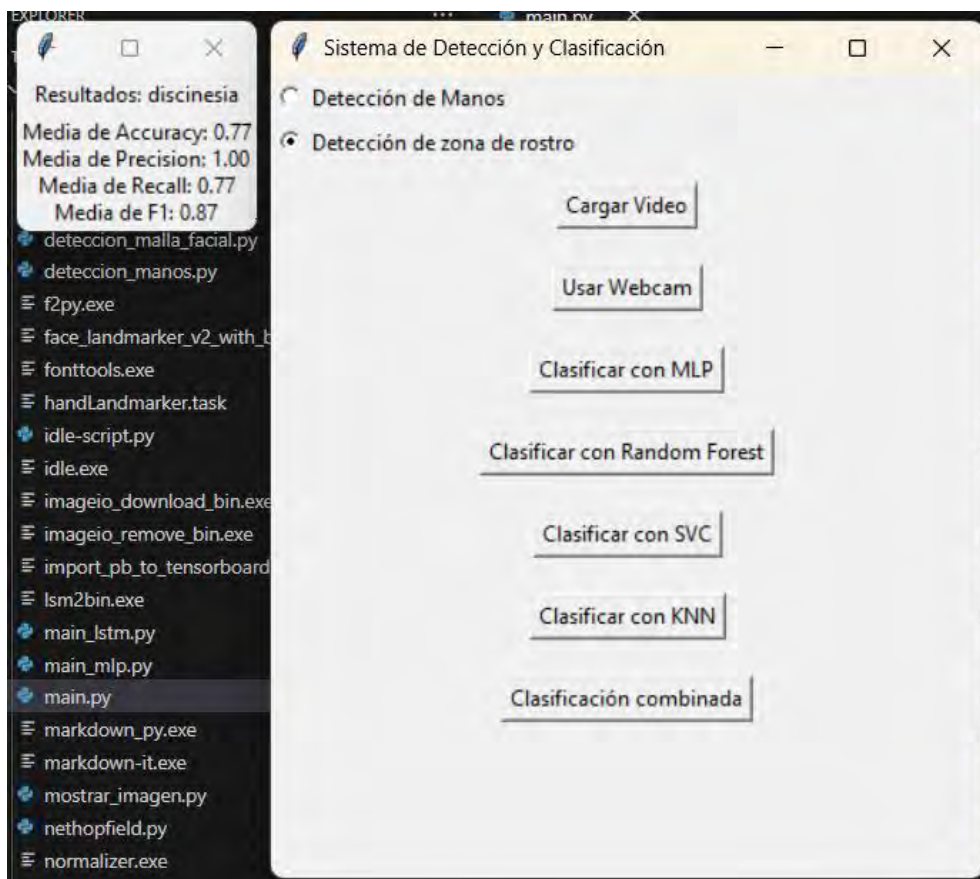 EXPLORER
... main.py X
Sistema de Detección y Clasificación
Resultados: discinesia
Media de Accuracy: 0.77
Media de Precision: 1.00
Media de Recall: 0.77
Media de F1: 0.87
deteccion_malla_facial.py
deteccion_manos.py
f2py.exe
face_landmarker_v2_with_b
fonttools.exe
handLandmarker.task
idle-script.py
idle.exe
imageio_download_bin.exe
imageio_remove_bin.exe
import_pb_to_tensorboard
lsm2bin.exe
main_lstm.py
main_mlp.py
main.py
markdown_py.exe
markdown-it.exe
mostrar_imagen.py
nethopfield.py
normalizer.exe
Detección de Manos
Detección de zona de rostro
Cargar Video
Usar Webcam
Clasificar con MLP
Clasificar con Random Forest
Clasificar con SVC
Clasificar con KNN
Clasificación combinada